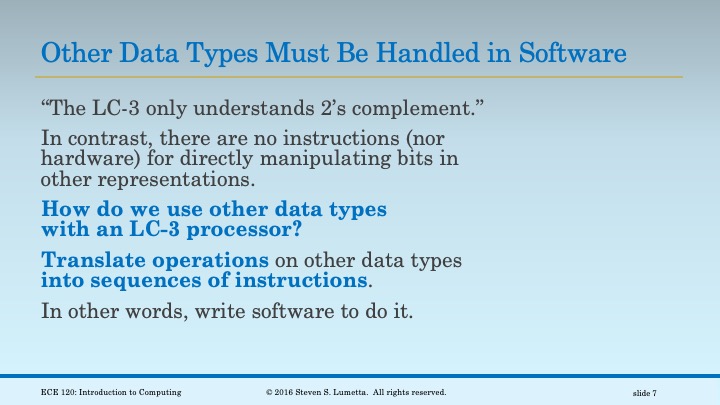 Other Data Types Must Be Handled in Software
“The LC-3 only understands 2’s complement.”
In contrast, there are no instructions (nor
hardware) for directly manipulating bits in
other representations.
How do we use other data types
with an LC-3 processor?
Translate operations on other data types
into sequences of instructions.
In other words, write software to do it.
ECE 120: Introduction to Computing
© 2016 Steven S. Lumetta. All rights reserved.
slide 7